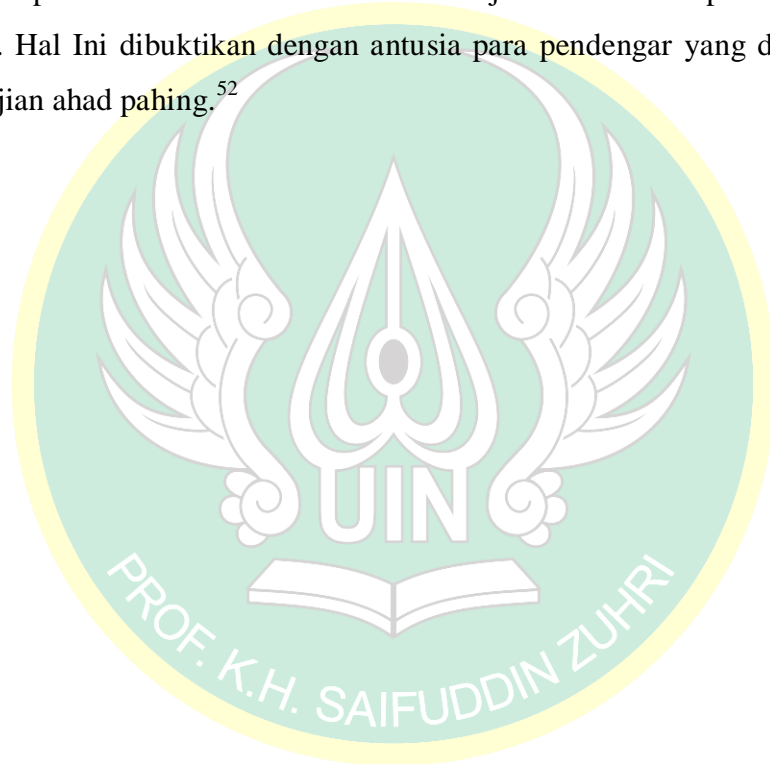 . Hal Ini dibuktikan dengan antusia para pendengar yang d
jian ahad pahing.52
UIN
PROF. K.H. SAIFUDDIN ZUHRI